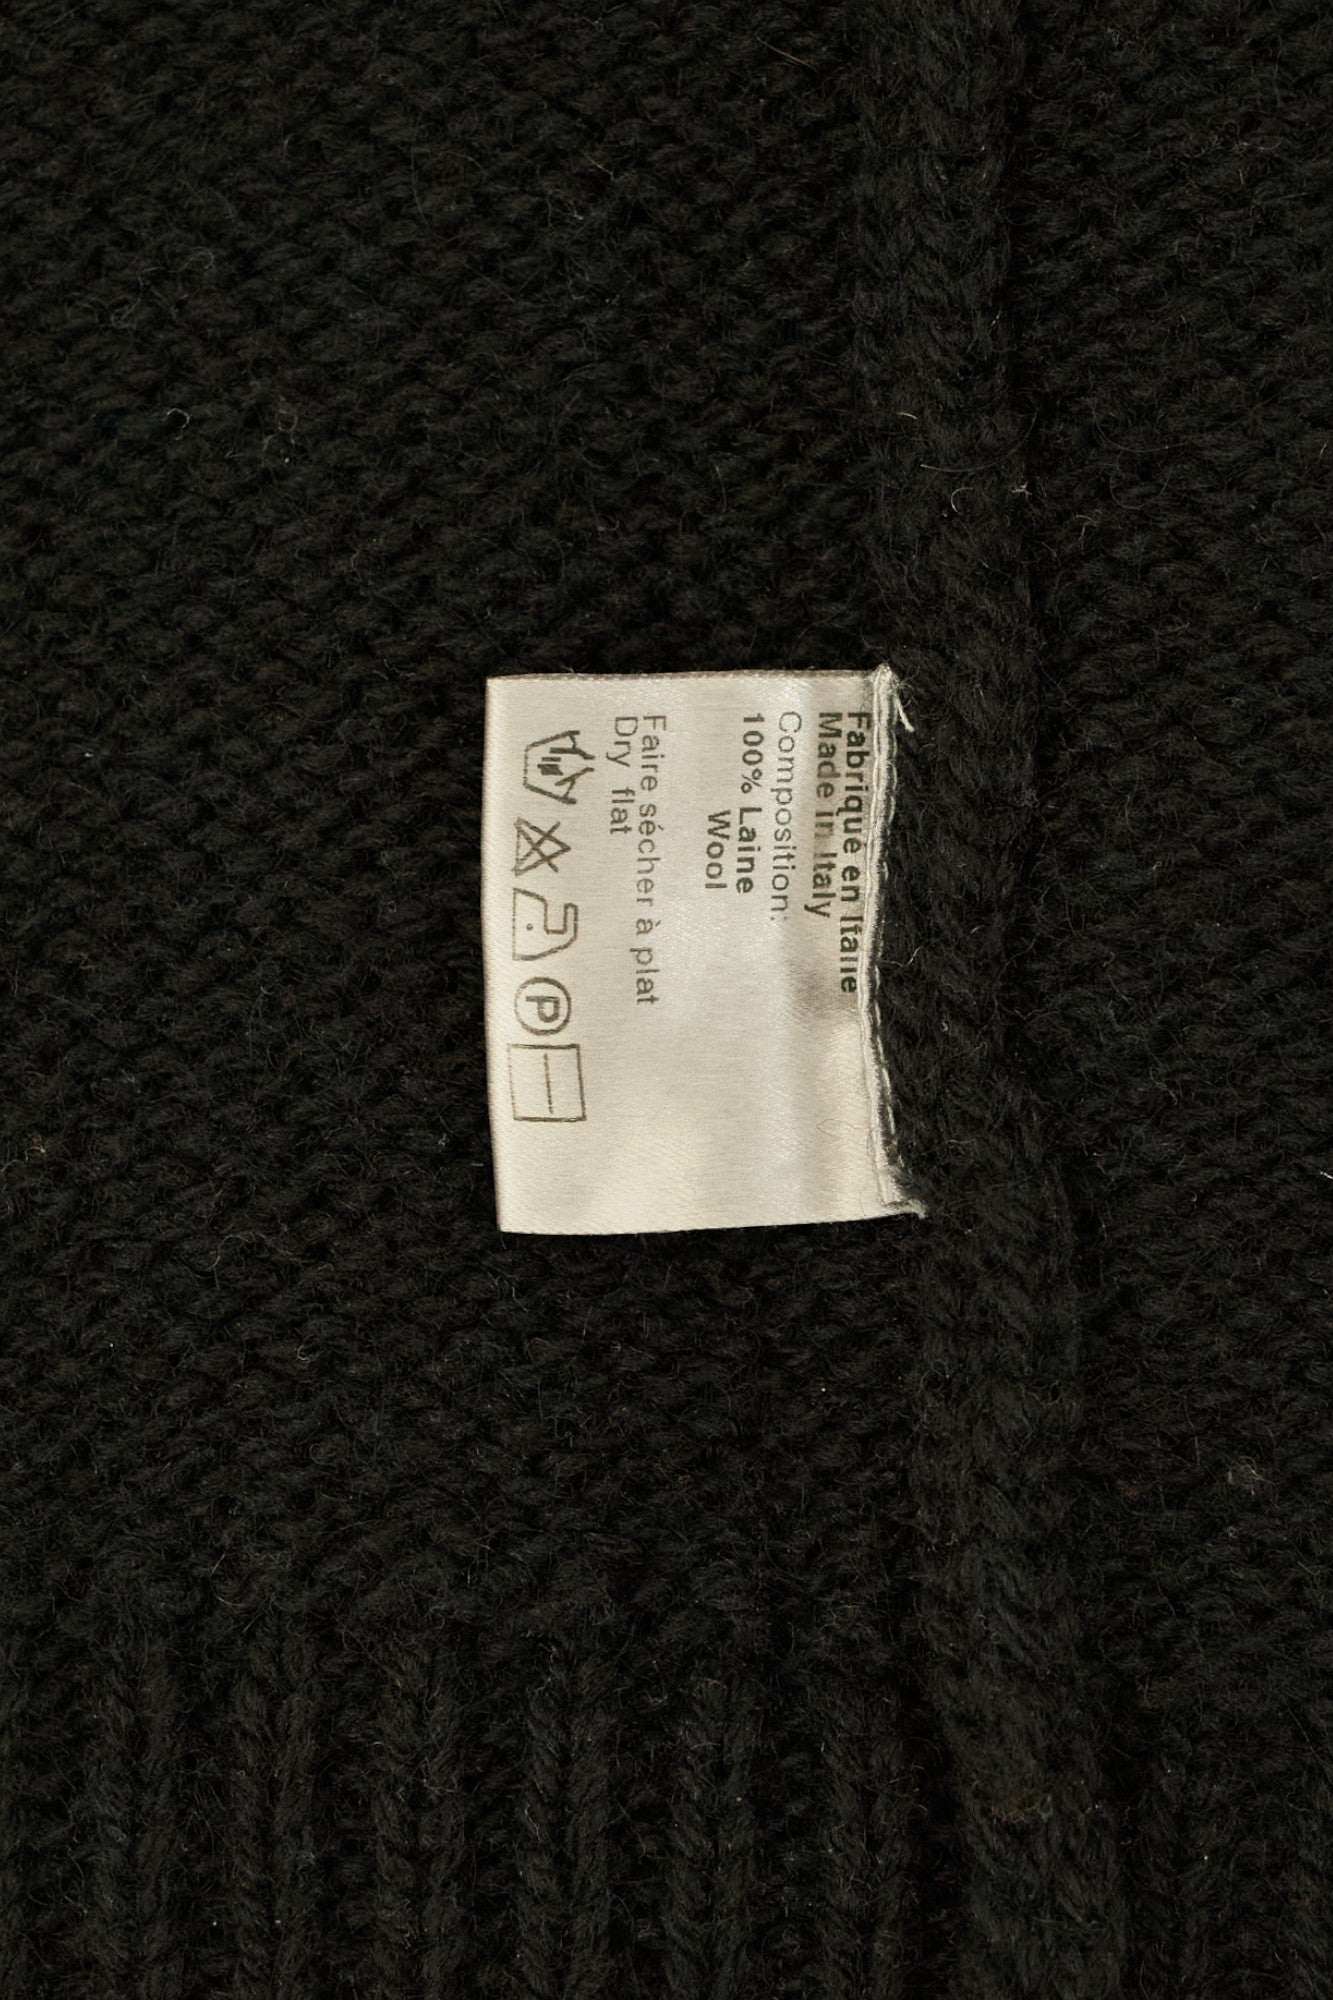 Fabriqué en Italie
Made in Italy
Composition:
100% Laine
Wool
Faire sécher à plat
Dry flat
P